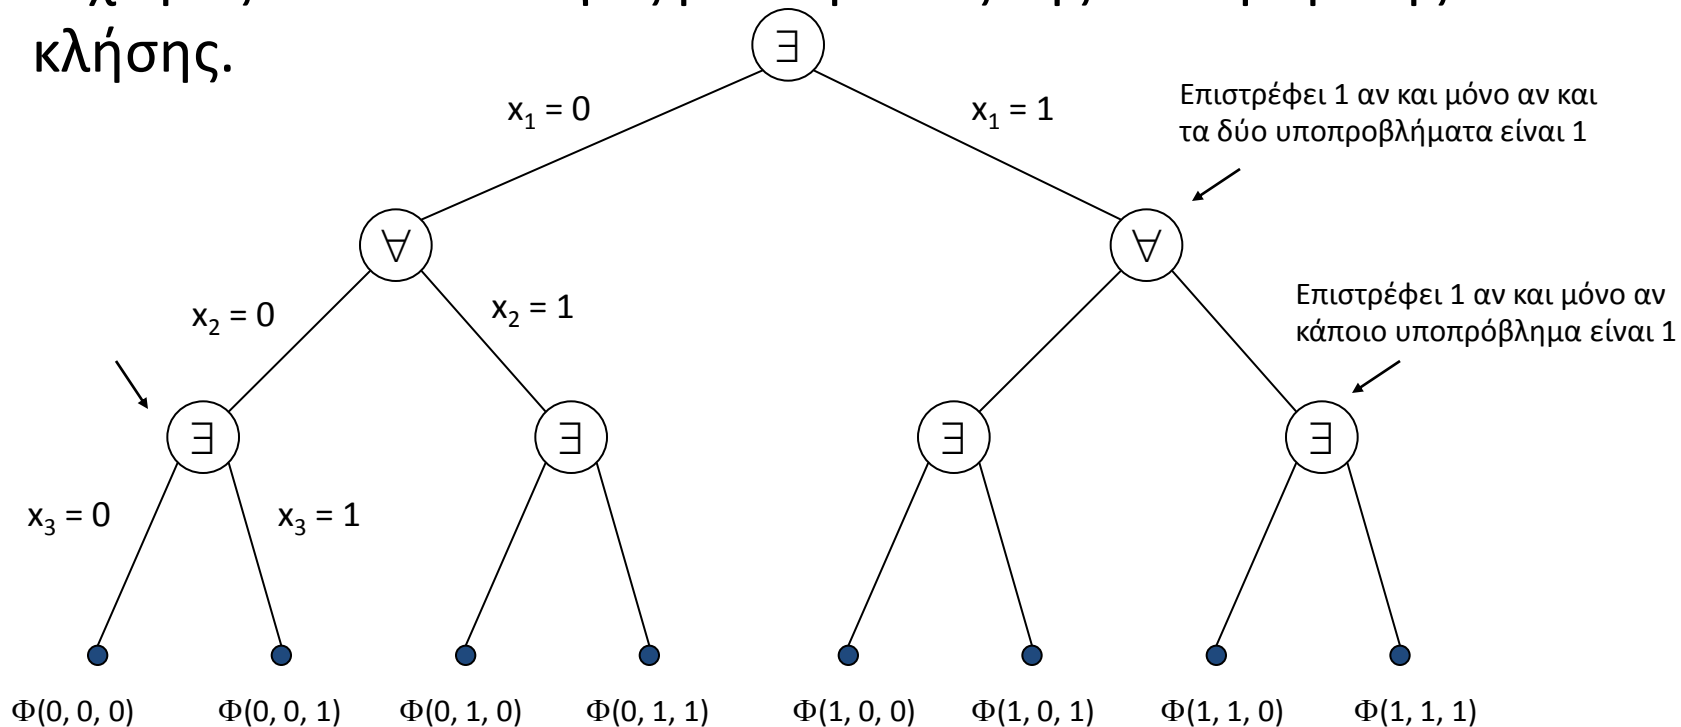 κλήσης.
∃
x₁ = 0
x₁ = 1
Επιστρέφει 1 αν και μόνο αν και
τα δύο υποπροβλήματα είναι 1
∀
∀
x₂ = 0
x₂ = 1
Επιστρέφει 1 αν και μόνο αν
κάποιο υποπρόβλημα είναι 1
∃
∃
∃
∃
x₃ = 0
x₃ = 1
Φ(0, 0, 0) Φ(0, 0, 1) Φ(0, 1, 0) Φ(0, 1, 1) Φ(1, 0, 0) Φ(1, 0, 1) Φ(1, 1, 0) Φ(1, 1, 1)